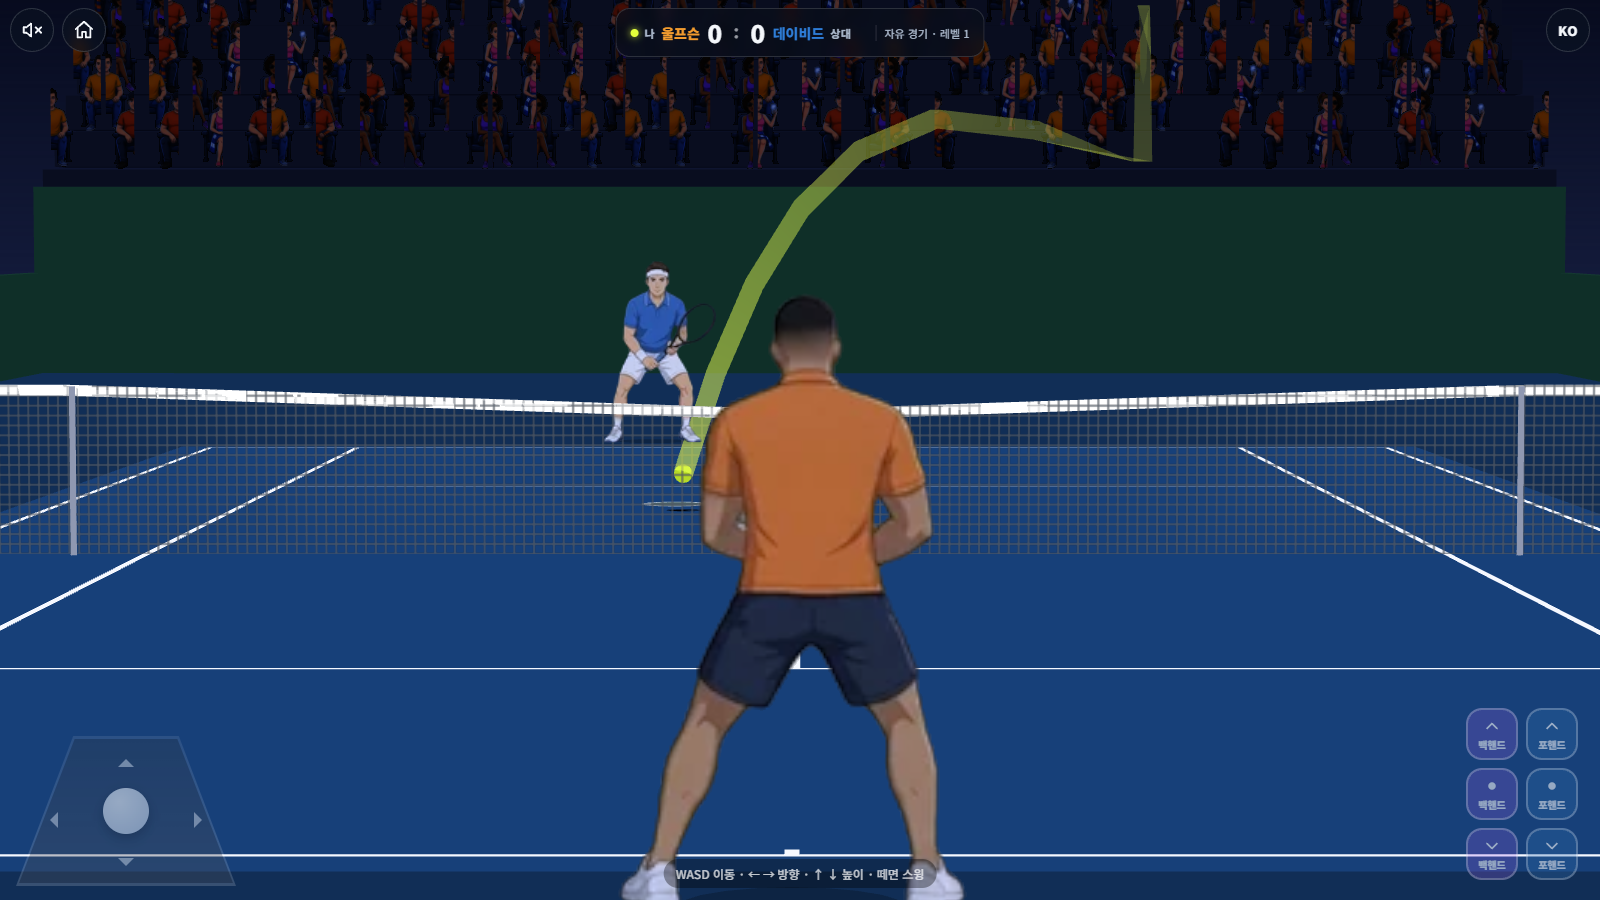 나 울프슨 0 : 0 데이비드 상대 자유 경기 · 레벨 1
KO
백핸드 포핸드
백핸드 포핸드
백핸드 포핸드
WASD 이동 · ← → 방향 · ↑ ↓ 높이 · 떼면 스윙